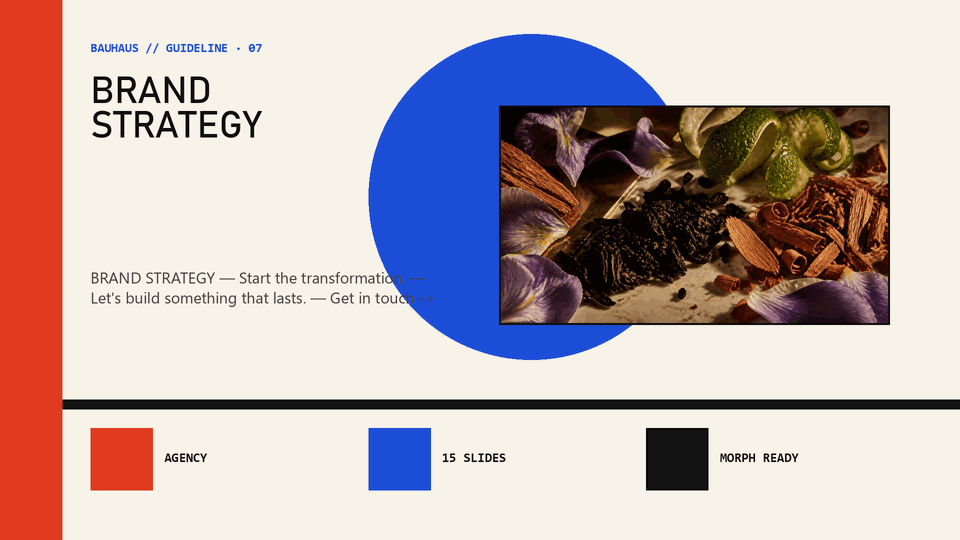 BAUHAUS // GUIDELINE · 07
BRAND
STRATEGY
BRAND STRATEGY — Start the transformation. —
Let's build something that lasts. — Get in touch ->
AGENCY
15 SLIDES
MORPH READY